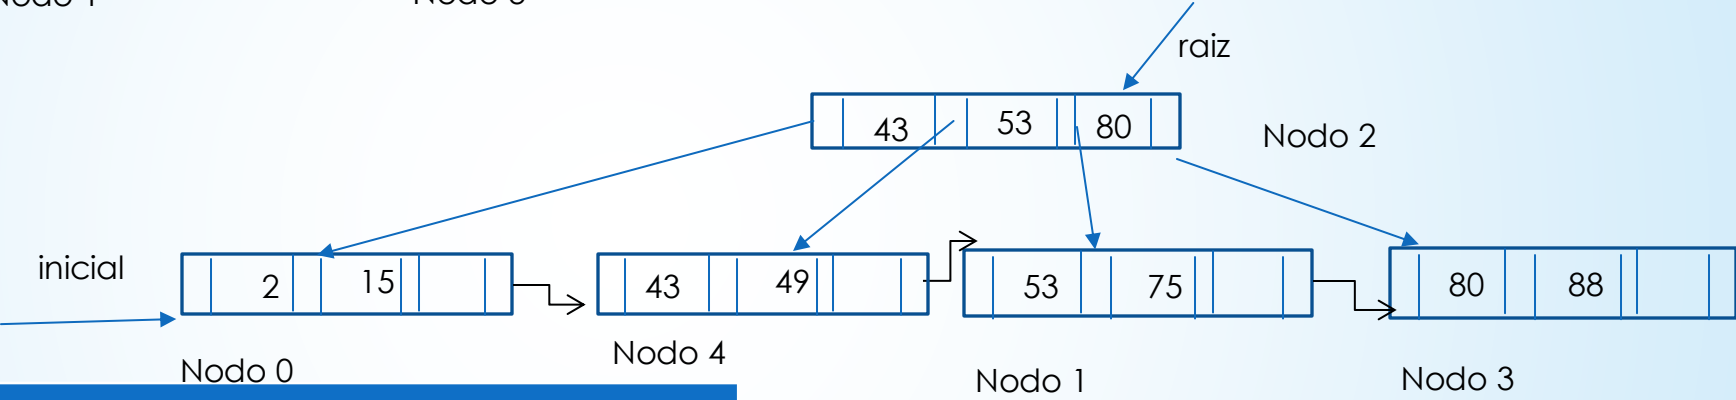 raiz
43 53 80
Nodo 2
inicial
2 15
43 49
53 75
80 88
Nodo 0
Nodo 4
Nodo 1
Nodo 3